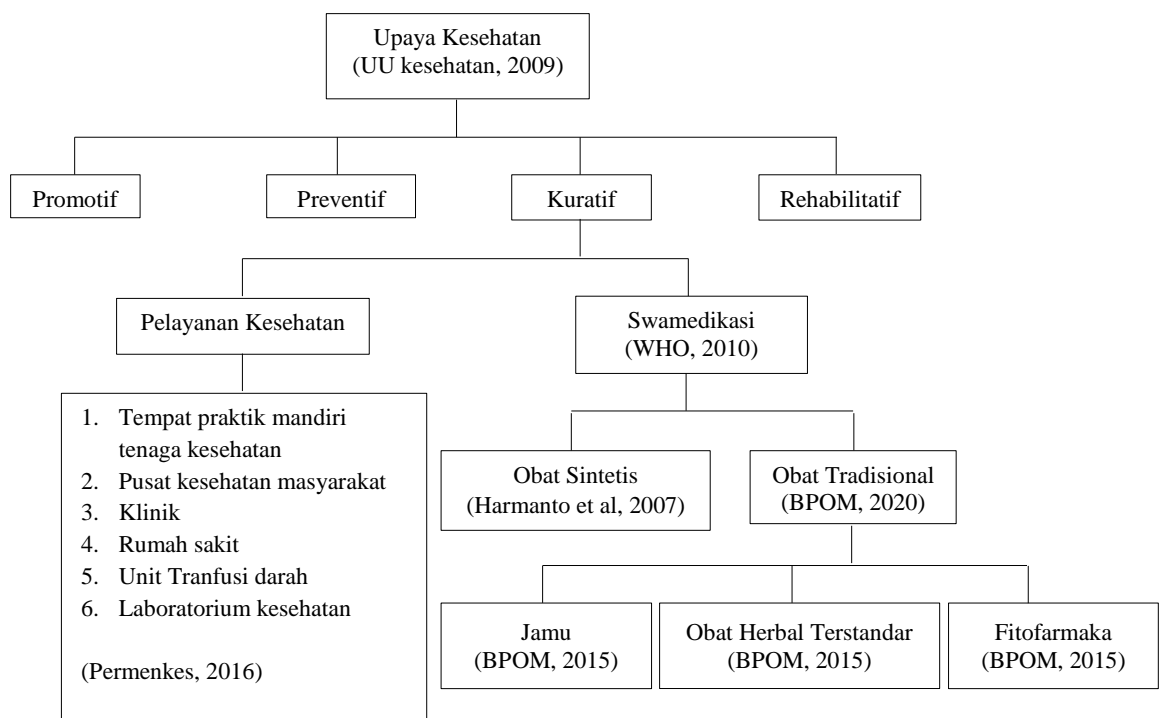 Upaya Kesehatan
(UU kesehatan, 2009)
Promotif
Preventif
Kuratif
Rehabilitatif
Pelayanan Kesehatan
Swamedikasi
(WHO, 2010)
1. Tempat praktik mandiri
tenaga kesehatan
2. Pusat kesehatan masyarakat
3. Klinik
4. Rumah sakit
5. Unit Tranfusi darah
6. Laboratorium kesehatan
(Permenkes, 2016)
Obat Sintetis
(Harmanto et al, 2007)
Obat Tradisional
(BPOM, 2020)
Jamu
(BPOM, 2015)
Obat Herbal Terstandar
(BPOM, 2015)
Fitofarmaka
(BPOM, 2015)